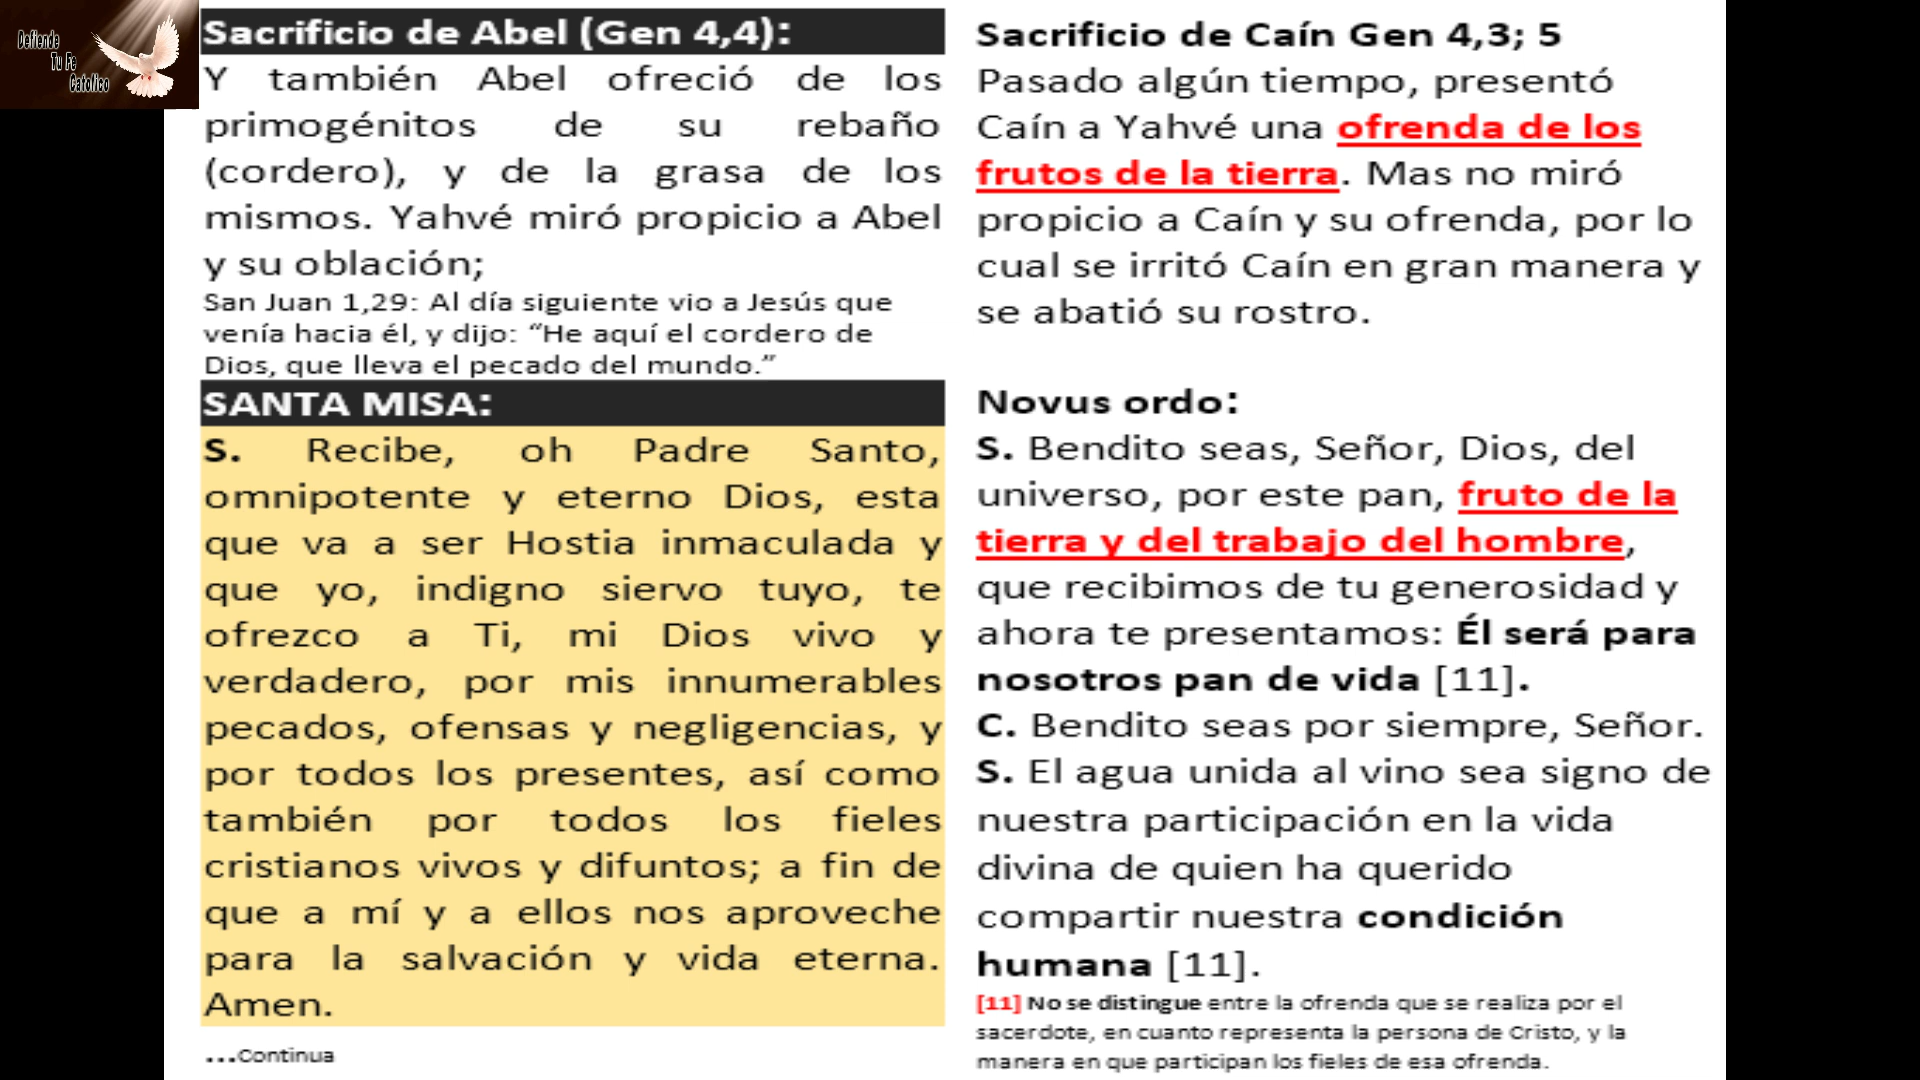 Defiende
Tu Fe
Catolico
Sacrificio de Abel (Gen 4,4):
Y también Abel ofreció de los
primogénitos de su rebaño
(cordero), y de la grasa de los
mismos. Yahvé miró propicio a Abel
y su oblación;
San Juan 1,29: Al día siguiente vio a Jesús que
venía hacia él, y dijo: “He aquí el cordero de
Dios, que lleva el pecado del mundo.”
SANTA MISA:
S. Recibe, oh Padre Santo,
omnipotente y eterno Dios, esta
que va a ser Hostia inmaculada y
que yo, indigno siervo tuyo, te
ofrezco a Ti, mi Dios vivo y
verdadero, por mis innumerables
pecados, ofensas y negligencias, y
por todos los presentes, así como
también por todos los fieles
cristianos vivos y difuntos; a fin de
que a mí y a ellos nos aproveche
para la salvación y vida eterna.
Amen.
...Continua
Sacrificio de Caín Gen 4,3; 5
Pasado algún tiempo, presentó
Caín a Yahvé una ofrenda de los
frutos de la tierra. Mas no miró
propicio a Caín y su ofrenda, por lo
cual se irritó Caín en gran manera y
se abatió su rostro.
Novus ordo:
S. Bendito seas, Señor, Dios, del
universo, por este pan, fruto de la
tierra y del trabajo del hombre,
que recibimos de tu generosidad y
ahora te presentamos: Él será para
nosotros pan de vida [11].
C. Bendito seas por siempre, Señor.
S. El agua unida al vino sea signo de
nuestra participación en la vida
divina de quien ha querido
compartir nuestra condición
humana [11].
[11] No se distingue entre la ofrenda que se realiza por el
sacerdote, en cuanto representa la persona de Cristo, y la
manera en que participan los fieles de esa ofrenda.